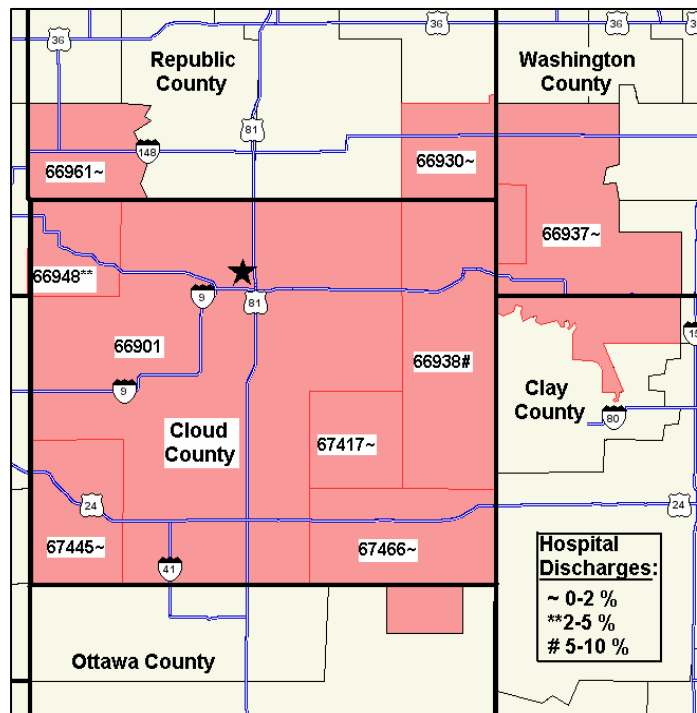 36
36
36
3
Republic
County
Washington
County
81
148
66961~
66930~
66937~
66948**
9
81
15
66901
66938#
9
Clay
County
80
Cloud
County
67417~
24
24
67445~
67466~
41
Hospital
Discharges:
~ 0-2 %
**2-5 %
# 5-10 %
Ottawa County